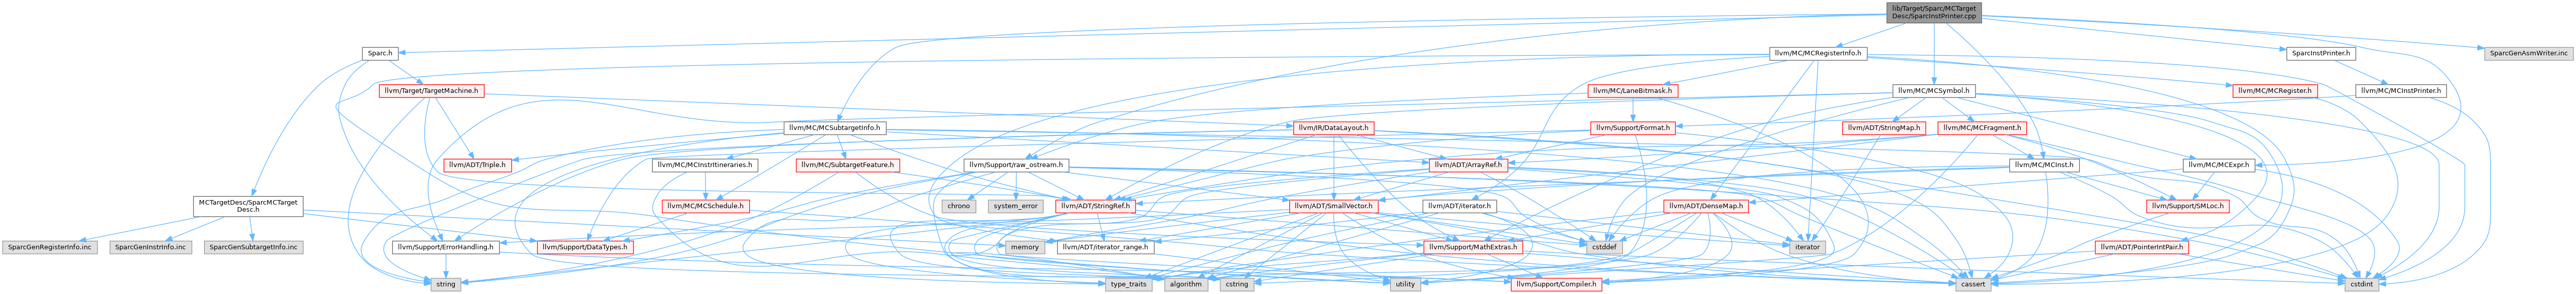 lib/Target/Sparc/MCTarget
Desc/SparcInstPrinter.cpp
Sparc.h
llvm/MC/MCRegisterInfo.h
SparcInstPrinter.h
SparcGenAsmWriter.inc
llvm/Target/TargetMachine.h
llvm/MC/LaneBitmask.h
llvm/MC/MCSymbol.h
llvm/MC/MCRegister.h
llvm/MC/MCInstPrinter.h
llvm/MC/MCSubtargetInfo.h
llvm/IR/DataLayout.h
llvm/Support/Format.h
llvm/ADT/StringMap.h
llvm/MC/MCFragment.h
llvm/ADT/Triple.h
llvm/MC/MCInstrItineraries.h
llvm/MC/SubtargetFeature.h
llvm/Support/raw_ostream.h
llvm/ADT/ArrayRef.h
llvm/MC/MCInst.h
llvm/MC/MCExpr.h
MCTargetDesc/SparcMCTarget
Desc.h
llvm/MC/MCSchedule.h
chrono
system_error
llvm/ADT/StringRef.h
llvm/ADT/SmallVector.h
llvm/ADT/iterator.h
llvm/ADT/DenseMap.h
llvm/Support/SMLoc.h
SparcGenRegisterInfo.inc
SparcGenInstrInfo.inc
SparcGenSubtargetInfo.inc
llvm/Support/ErrorHandling.h
llvm/Support/DataTypes.h
memory
llvm/ADT/iterator_range.h
cstddef
llvm/Support/MathExtras.h
iterator
llvm/ADT/PointerIntPair.h
string
type_traits
algorithm
cstring
utility
llvm/Support/Compiler.h
cassert
cstdint